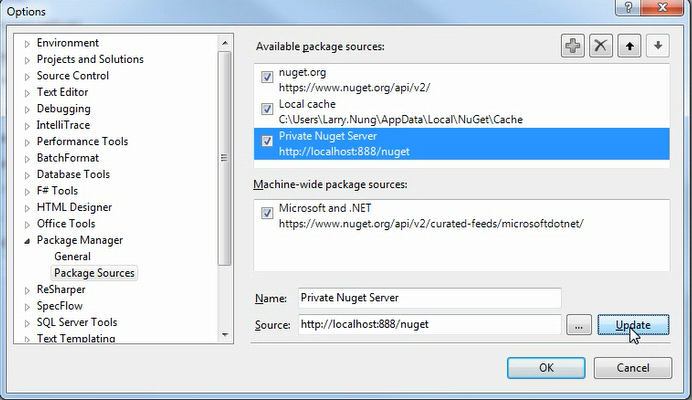 Options
Environment
Projects and Solutions
Source Control
Text Editor
Debugging
IntelliTrace
Performance Tools
BatchFormat
Database Tools
F# Tools
HTML Designer
Office Tools
Package Manager
General
Package Sources
ReSharper
SpecFlow
SQL Server Tools
Text Templating
Available package sources:
nuget.org
https://www.nuget.org/api/v2/
Local cache
C:\Users\Larry.Nung\AppData\Local\NuGet\Cache
Private Nuget Server
http://localhost:888/nuget
Machine-wide package sources:
Microsoft and .NET
https://www.nuget.org/api/v2/curated-feeds/microsoftdotnet/
Name: Private Nuget Server
Source: http://localhost:888/nuget ... Update
OK Cancel